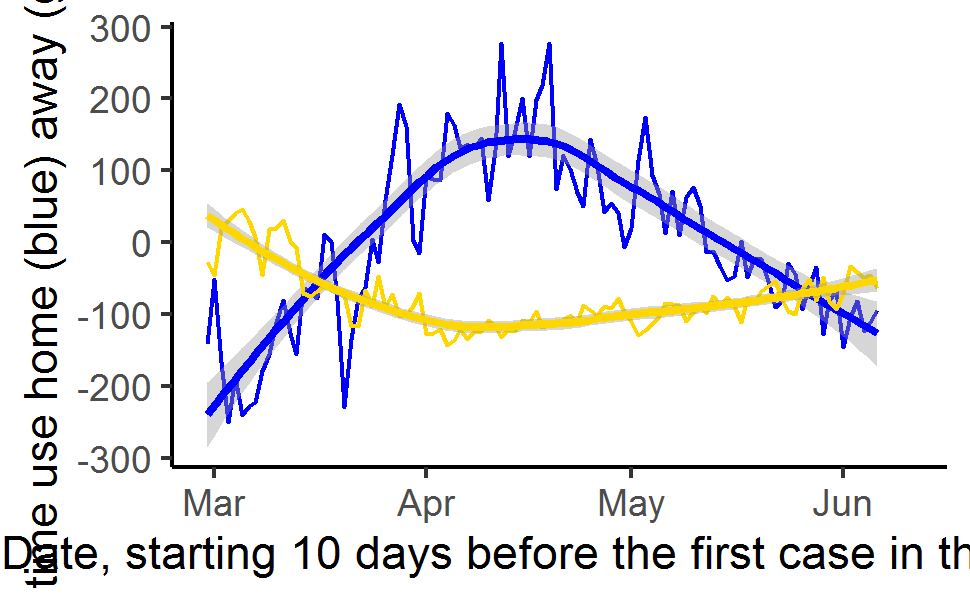 time use home (blue) away (
300
200
100
0
-100
-200
-300
Mar Apr May Jun
Date, starting 10 days before the first case in th